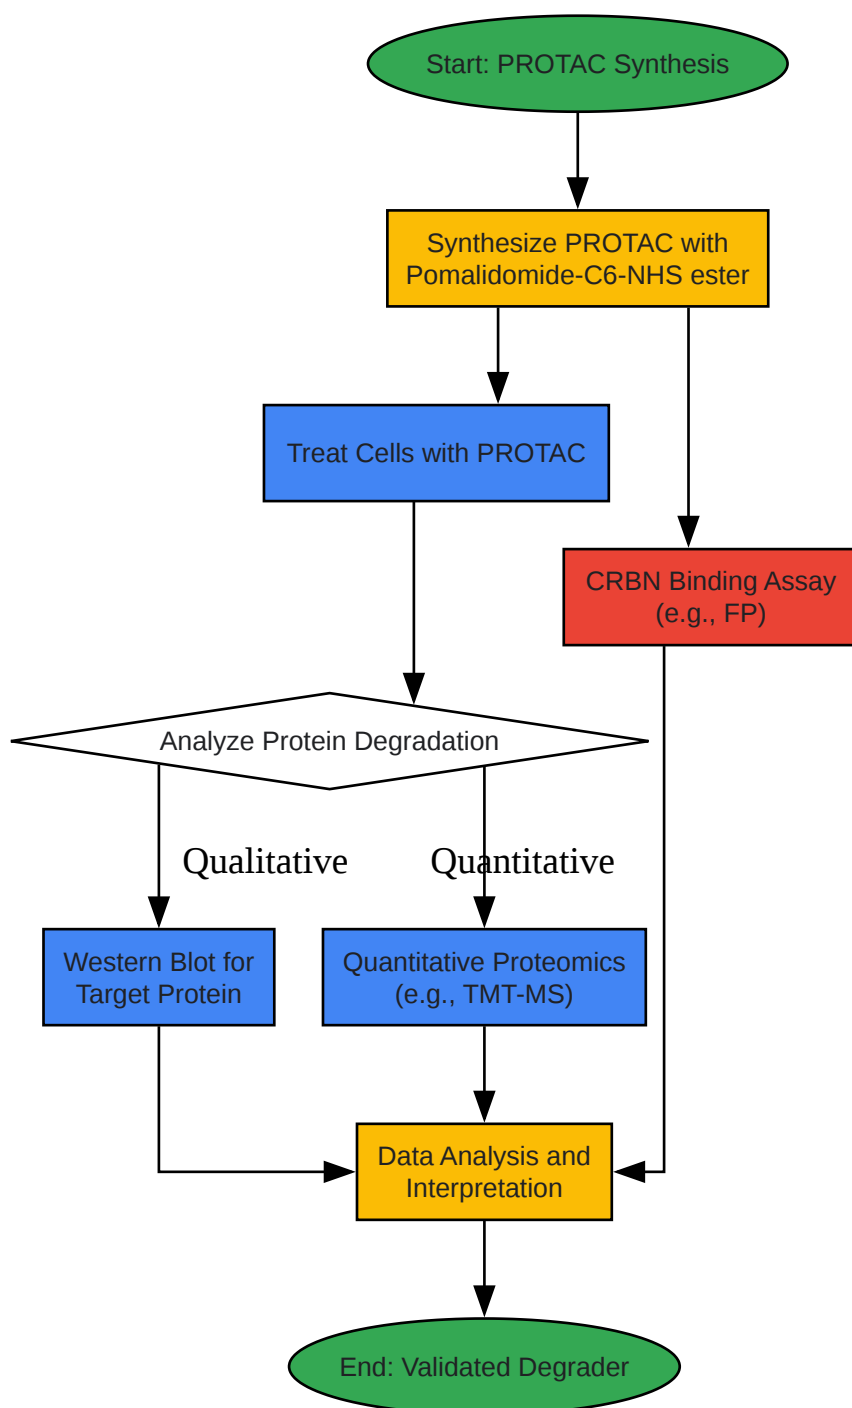 Start: PROTAC Synthesis
Synthesize PROTAC with
Pomalidomide-C6-NHS ester
Treat Cells with PROTAC
CRBN Binding Assay
(e.g., FP)
Analyze Protein Degradation
Qualitative
Quantitative
Western Blot for
Target Protein
Quantitative Proteomics
(e.g., TMT-MS)
Data Analysis and
Interpretation
End: Validated Degrader